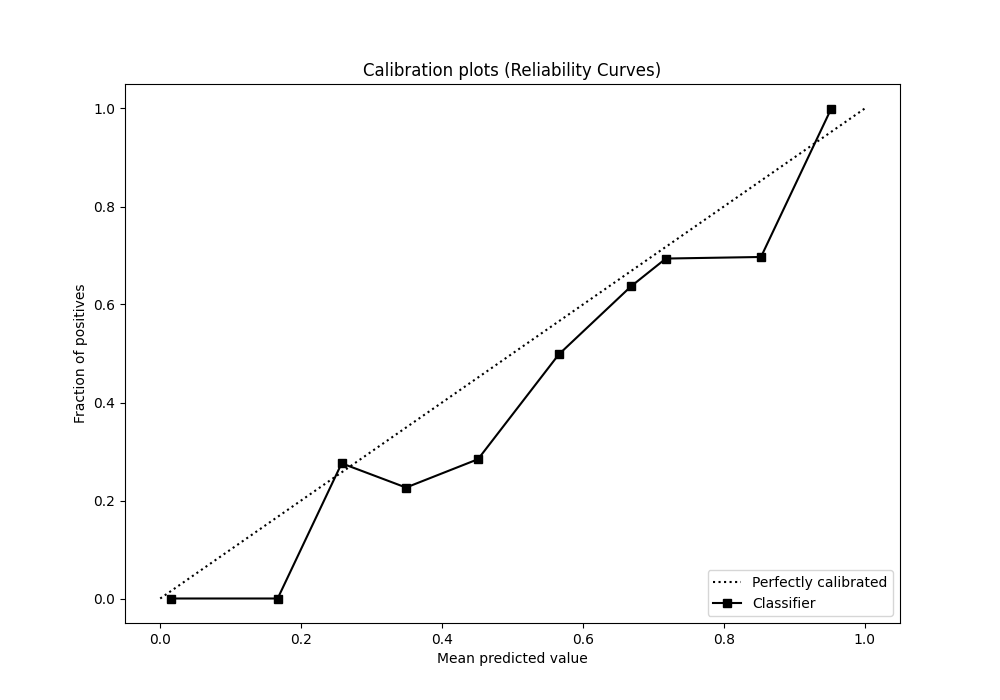 Calibration plots (Reliability Curves)
1.0
0.8
0.6
0.4
0.2
0.0
Fraction of positives
0.0 0.2 0.4 0.6 0.8 1.0
Mean predicted value
Perfectly calibrated
Classifier